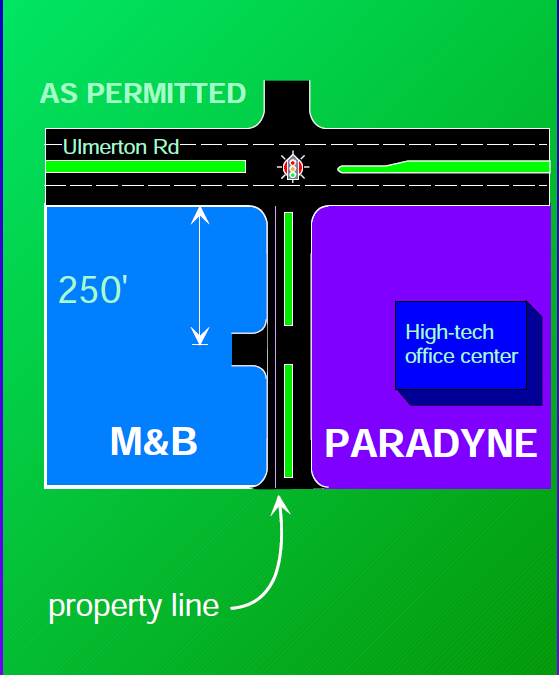 AS PERMITTED
Ulmerton Rd
250'
High-tech
office center
M&B
PARADYNE
property line